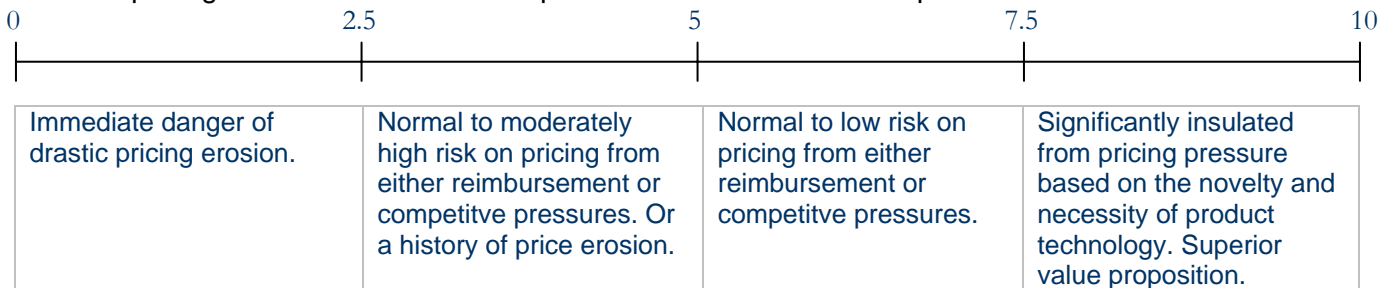 0 2.5 5 7.5 10
Immediate danger of
drastic pricing erosion.
Normal to moderately
high risk on pricing from
either reimbursement or
competitve pressures. Or
a history of price erosion.
Normal to low risk on
pricing from either
reimbursement or
competitve pressures.
Significantly insulated
from pricing pressure
based on the novelty and
necessity of product
technology. Superior
value proposition.